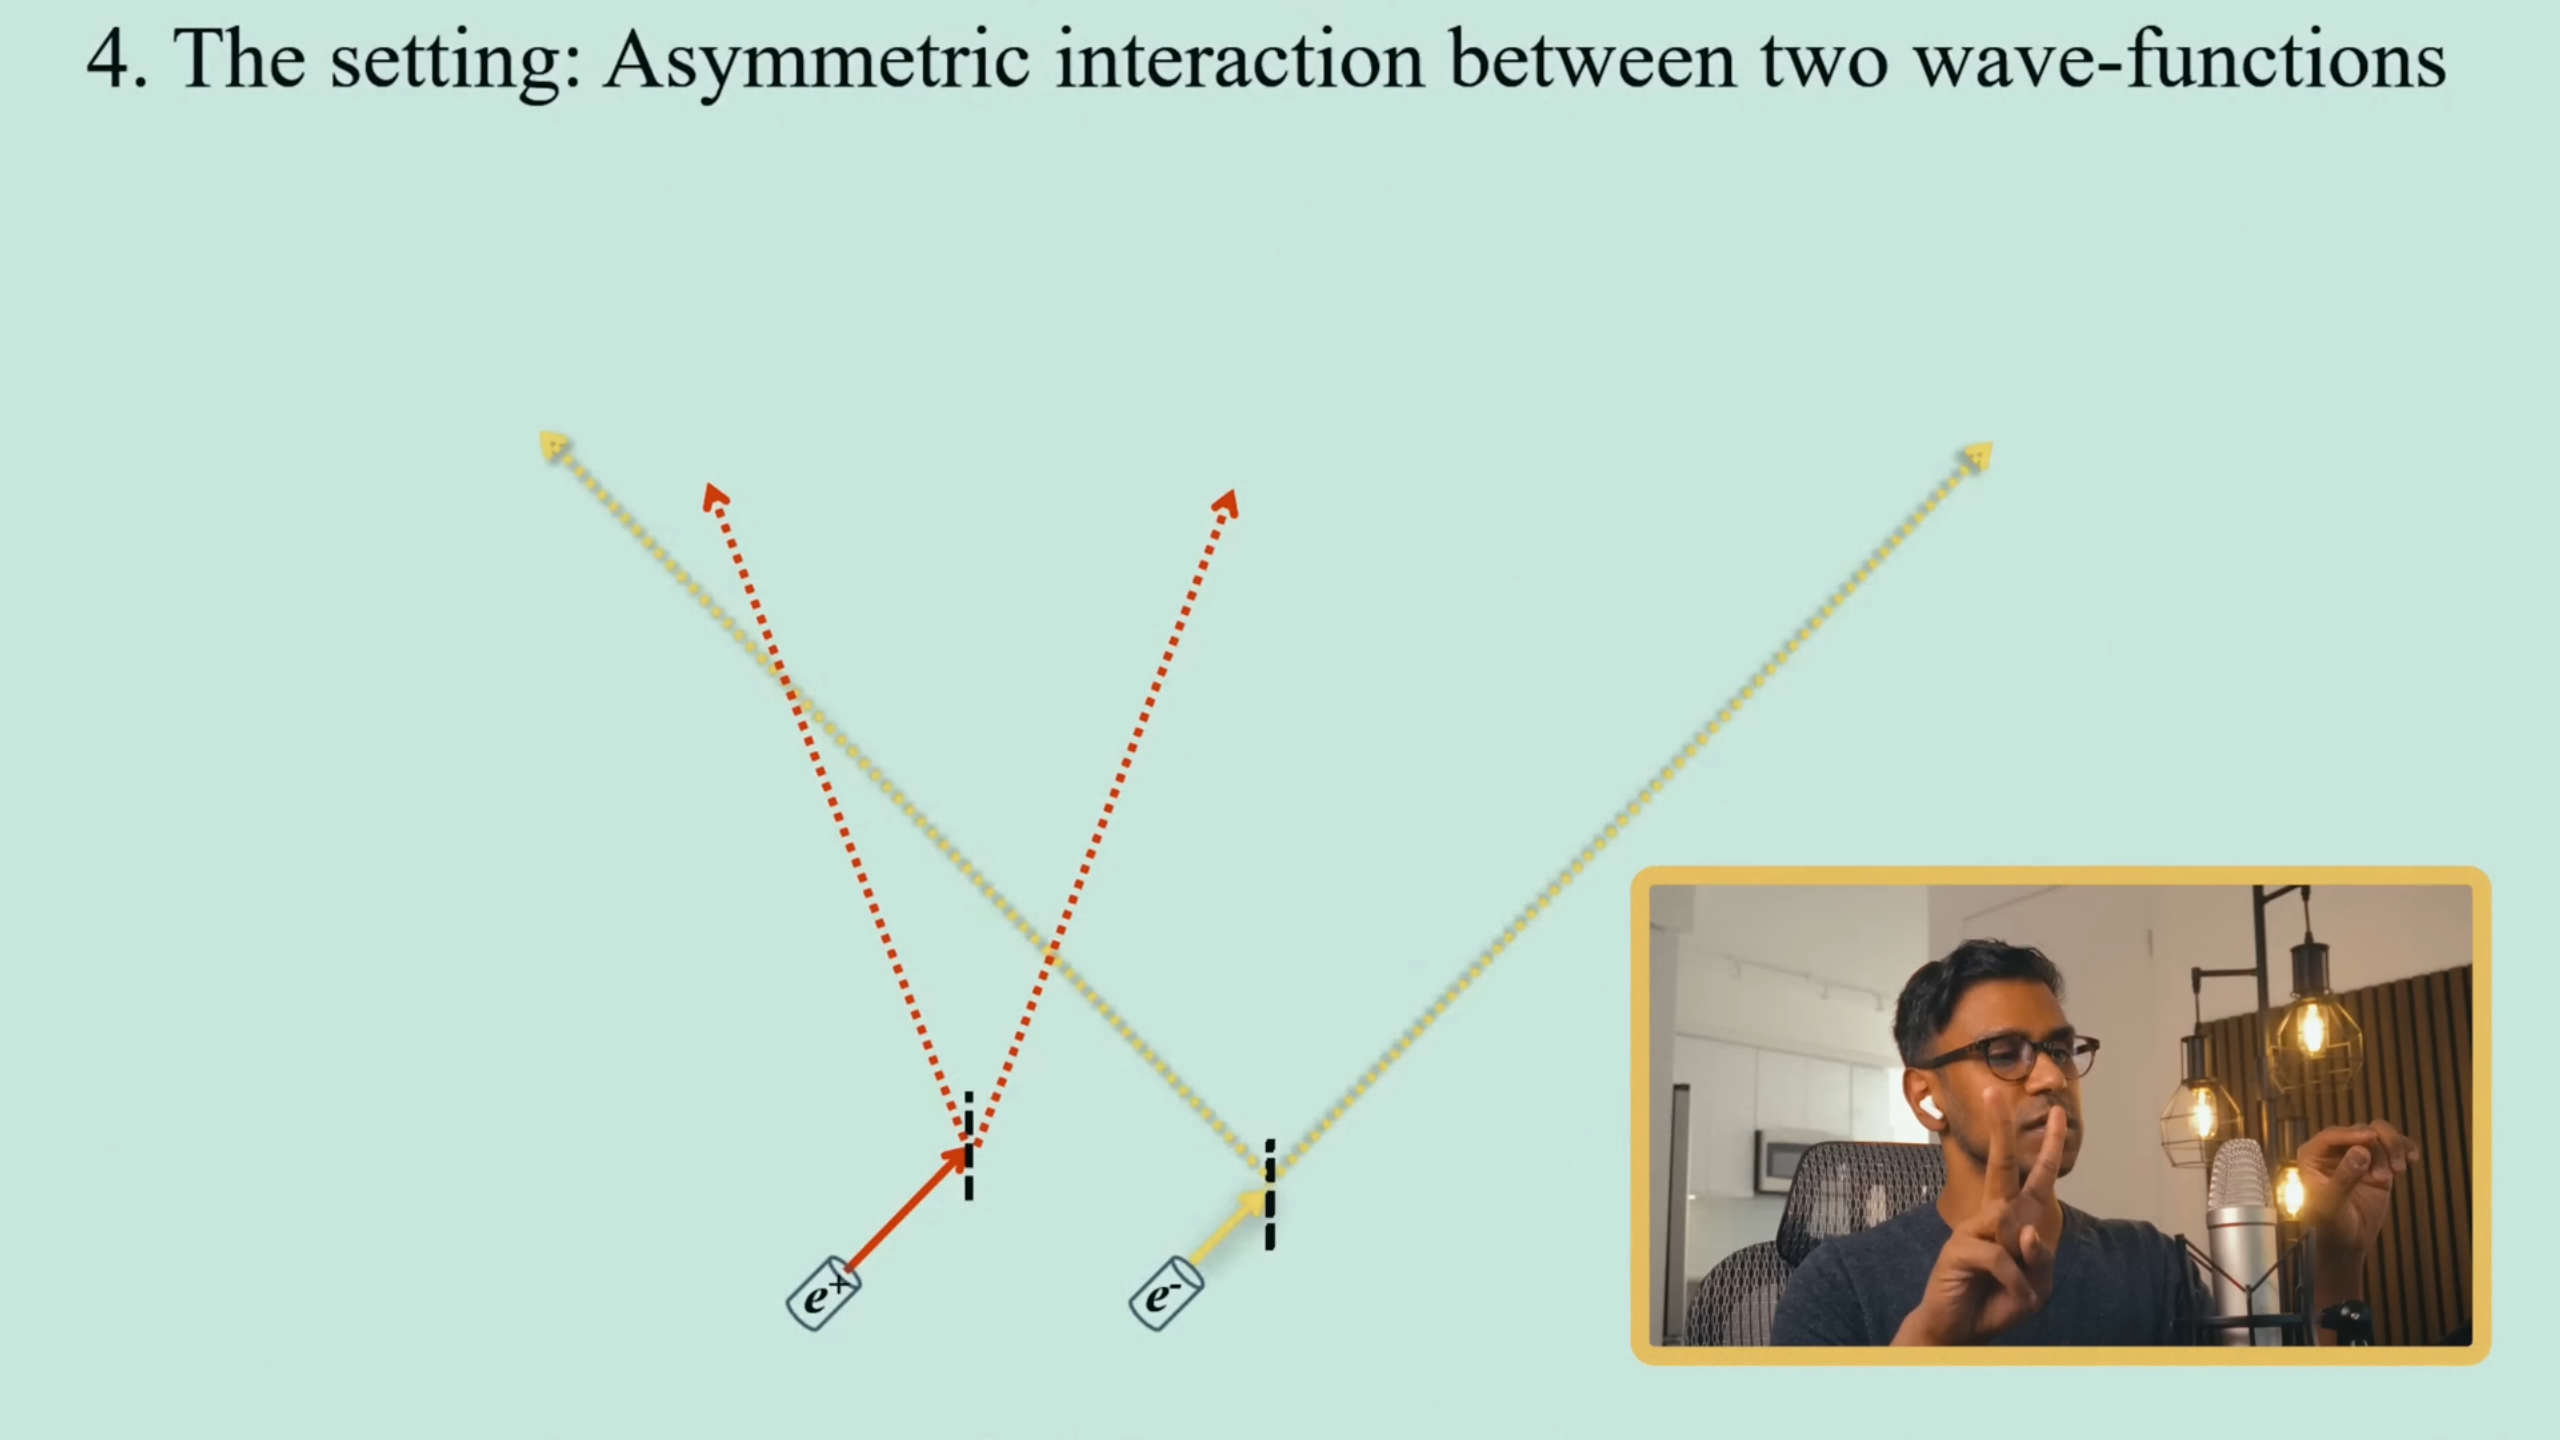 4. The setting: Asymmetric interaction between two wave-functions
e+
e-